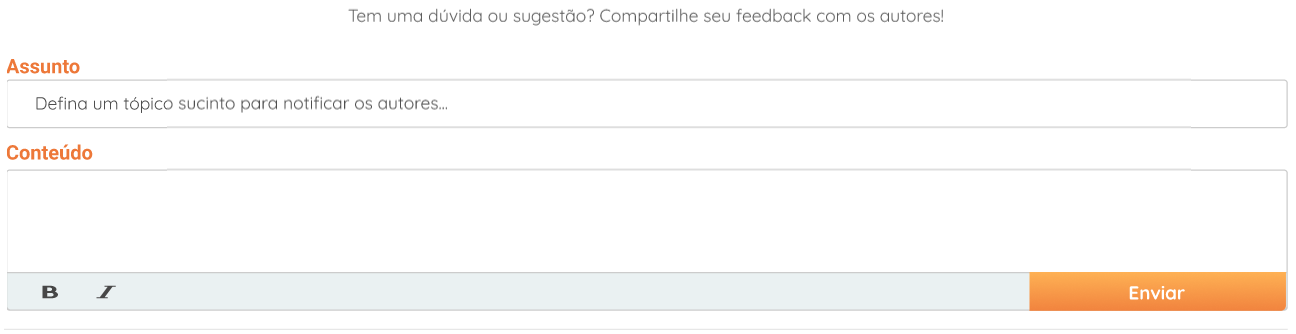 Tem uma dúvida ou sugestão? Compartilhe seu feedback com os autores!
Assunto
Defina um tópico sucinto para notificar os autores...
Conteúdo
B I
Enviar